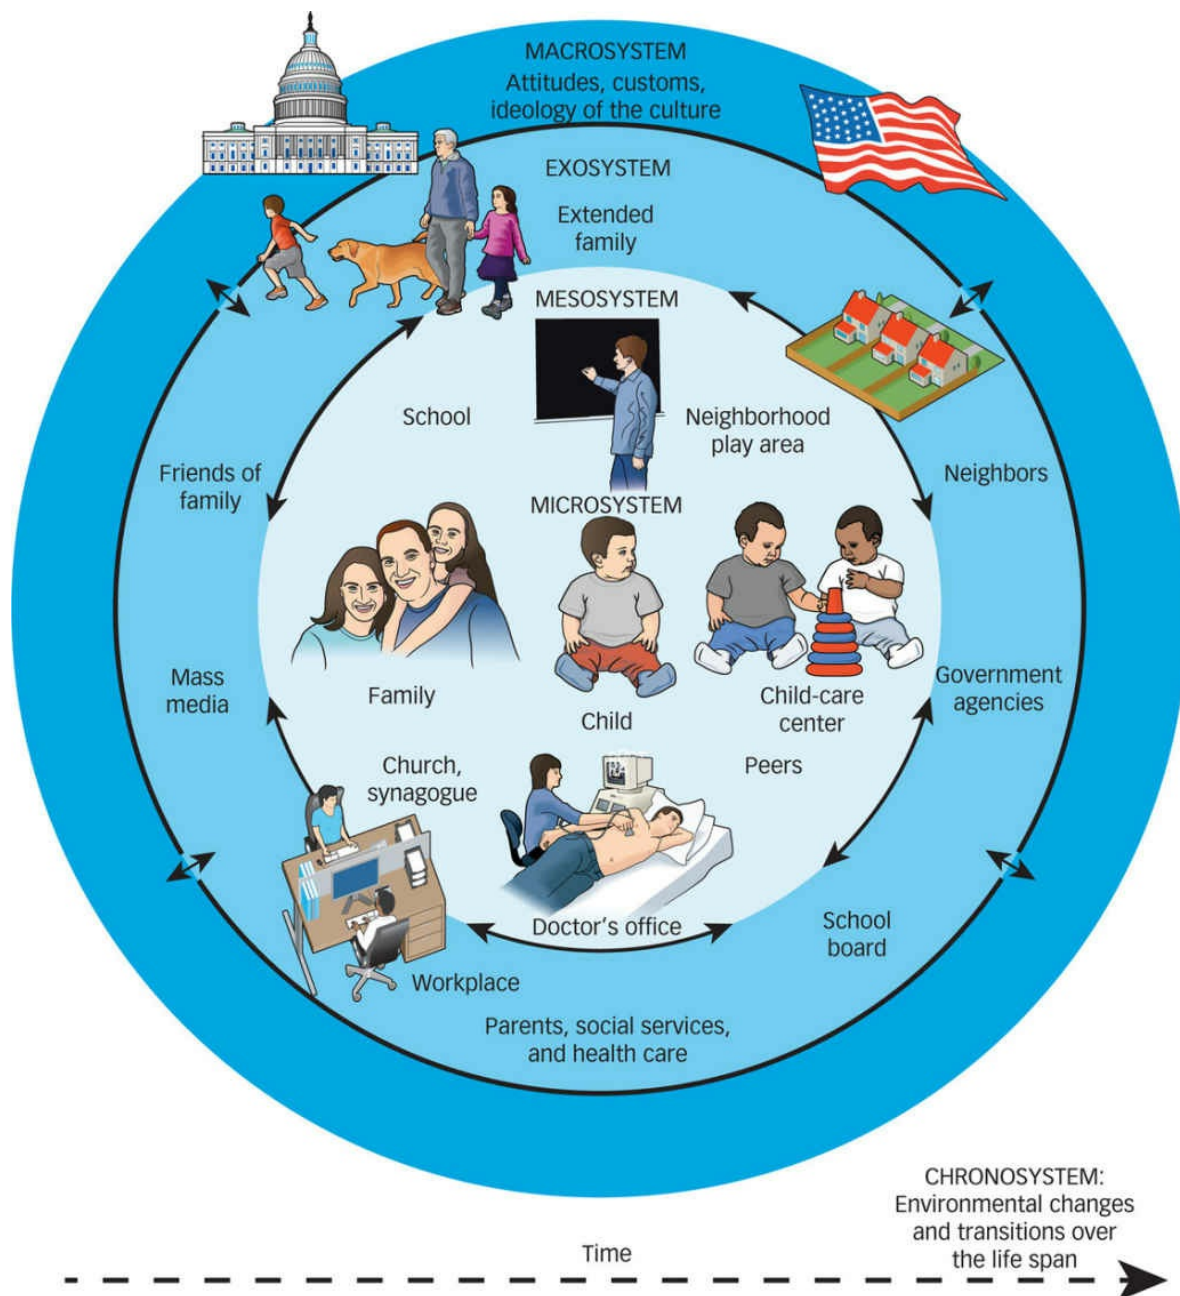 MACROSYSTEM
Attitudes, customs,
ideology of the culture
EXOSYSTEM
Extended
family
MESOSYSTEM
School
Neighborhood
play area
Friends of
family
Neighbors
MICROSYSTEM
Mass
media
Family
Child
Child-care
center
Government
agencies
Church,
synagogue
Peers
Doctor's office
School
board
Workplace
Parents, social services,
and health care
CHRONOSYSTEM:
Environmental changes
and transitions over
the life span
Time